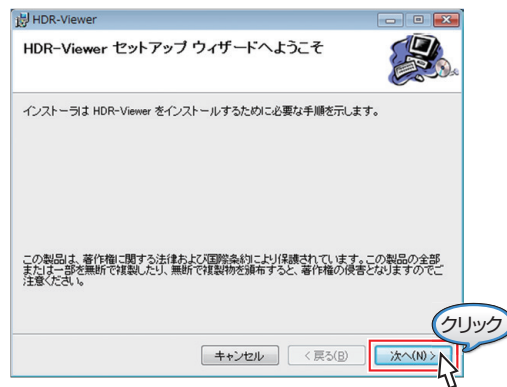 HDR-Viewer
HDR-Viewer セットアップ ウィザードへようこそ
インストーラは HDR-Viewer をインストールするために必要な手順を示します。
この製品は、著作権に関する法律および国際条約により保護されています。この製品の全部
または一部を無断で複製したり、無断で複製物を頒布すると、著作権の侵害となりますのでご
注意ください。
クリック
キャンセル < 戻る(B) 次へ(N) >